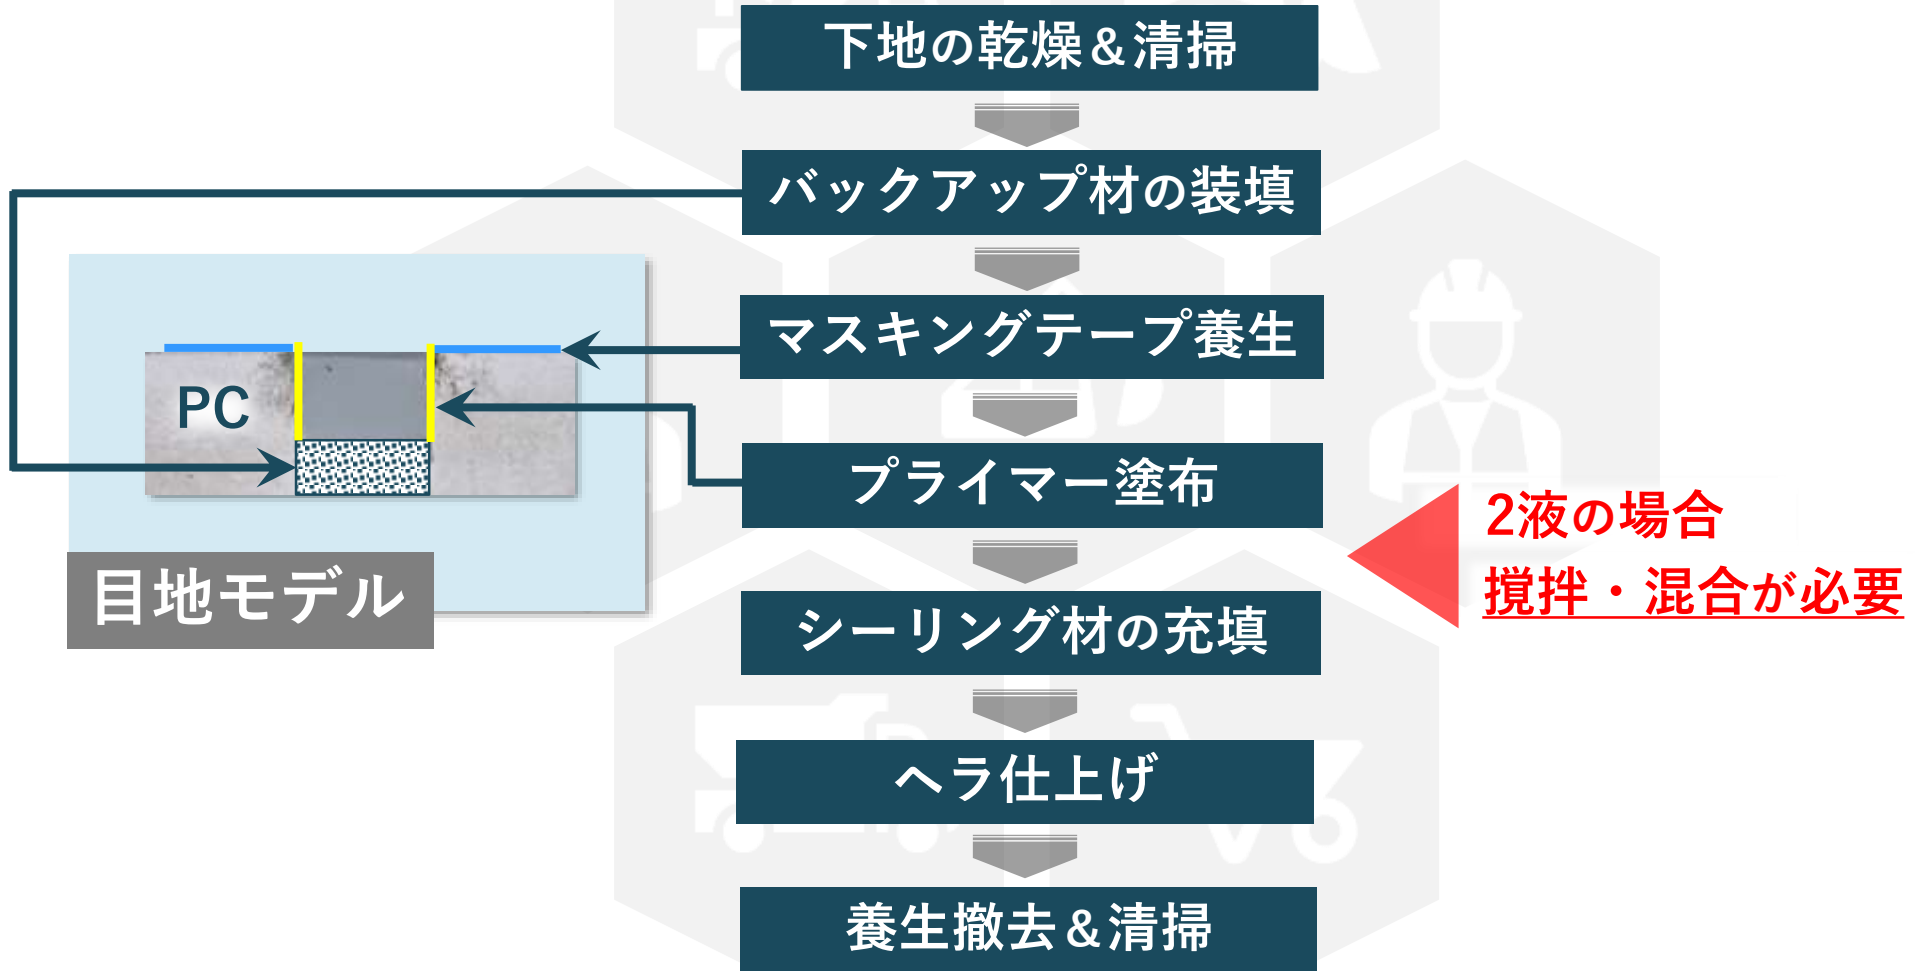 下地の乾燥＆清掃
バックアップ材の装填
マスキングテープ養生
PC
プライマー塗布
2液の場合
撹拌・混合が必要
目地モデル
シーリング材の充填
ヘラ仕上げ
養生撤去＆清掃